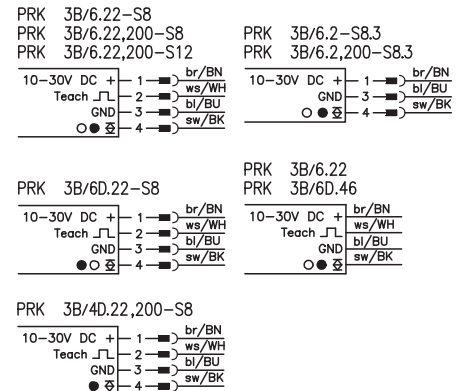 PRK 3B/6.22-S8
PRK 3B/6.22,200-S8
PRK 3B/6.22,200-S12
10-30V DC + 1 br/BN
Teach 2 ws/WH
GND 3 bl/BU
4 sw/BK
PRK 3B/6.2-S8.3
PRK 3B/6.2,200-S8.3
10-30V DC + 1 br/BN
GND 3 bl/BU
4 sw/BK
PRK 3B/6D.22-S8
10-30V DC + 1 br/BN
Teach 2 ws/WH
GND 3 bl/BU
4 sw/BK
PRK 3B/6.22
PRK 3B/6D.46
10-30V DC + br/BN
Teach ws/WH
GND bl/BU
sw/BK
PRK 3B/4D.22,200-S8
10-30V DC + 1 br/BN
Teach 2 ws/WH
GND 3 bl/BU
4 sw/BK